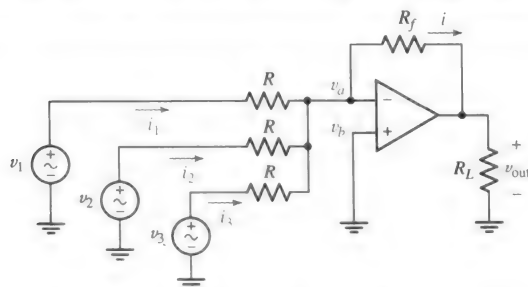 R_f
i
R
v_a
i_1
R
v_b
v_1
i_2
R
R_L
v_out
v_2
v_3
i_3
+
~
−
+
~
−
+
~
−
−
+
+
−